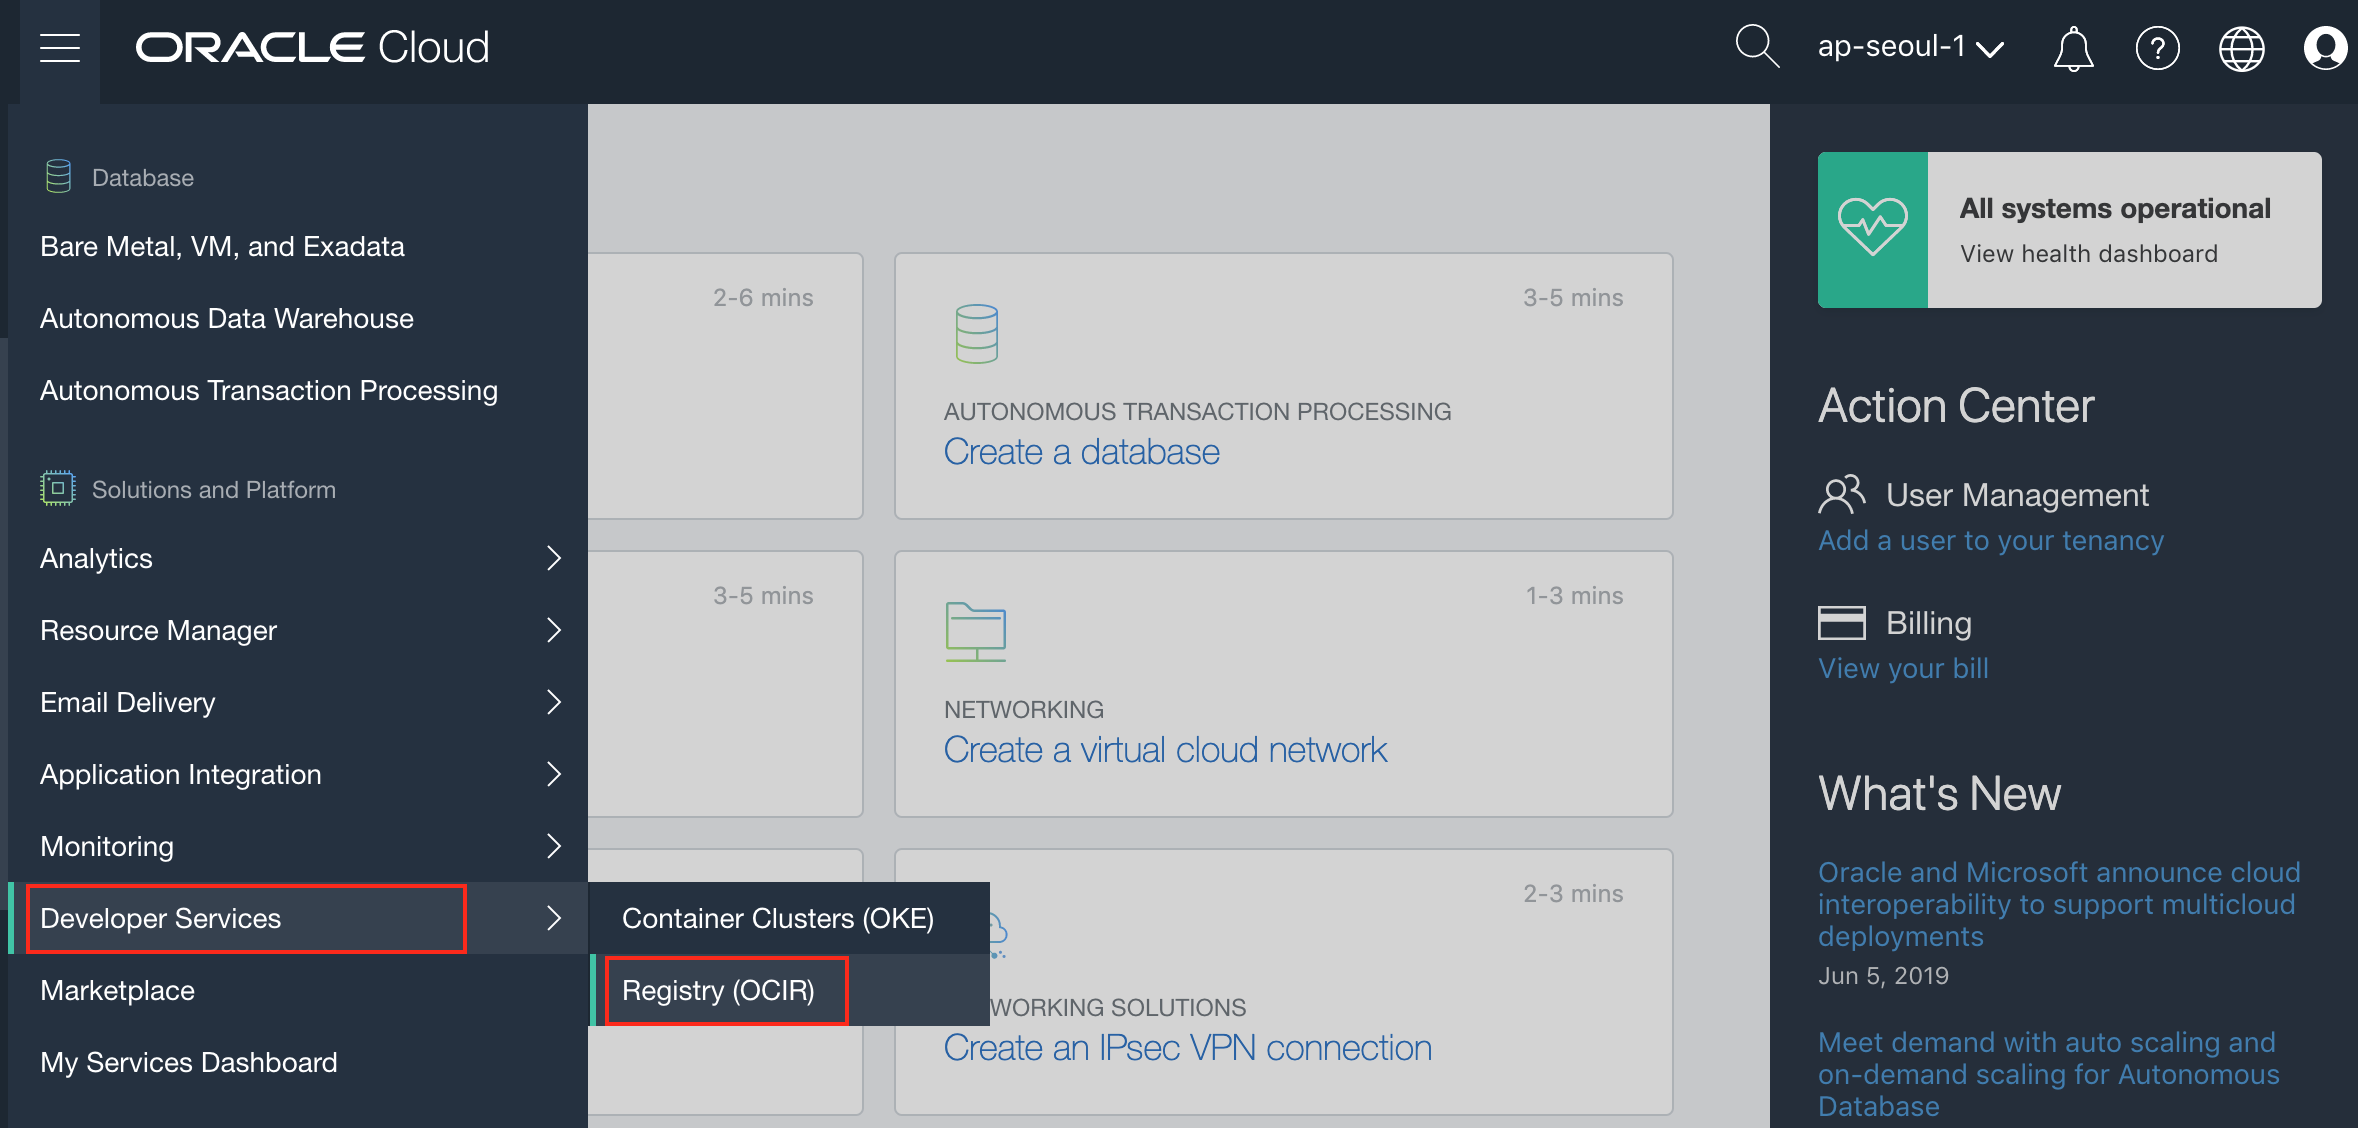 ORACLE Cloud
ap-seoul-1
Database
Bare Metal, VM, and Exadata
Autonomous Data Warehouse
Autonomous Transaction Processing
Solutions and Platform
Analytics
Resource Manager
Email Delivery
Application Integration
Monitoring
Developer Services
Marketplace
My Services Dashboard
Container Clusters (OKE)
Registry (OCIR)
2-6 mins
3-5 mins
AUTONOMOUS TRANSACTION PROCESSING
Create a database
3-5 mins
1-3 mins
NETWORKING
Create a virtual cloud network
2-3 mins
WORKING SOLUTIONS
Create an IPsec VPN connection
All systems operational
View health dashboard
Action Center
User Management
Add a user to your tenancy
Billing
View your bill
What's New
Oracle and Microsoft announce cloud
interoperability to support multicloud
deployments
Jun 5, 2019
Meet demand with auto scaling and
on-demand scaling for Autonomous
Database